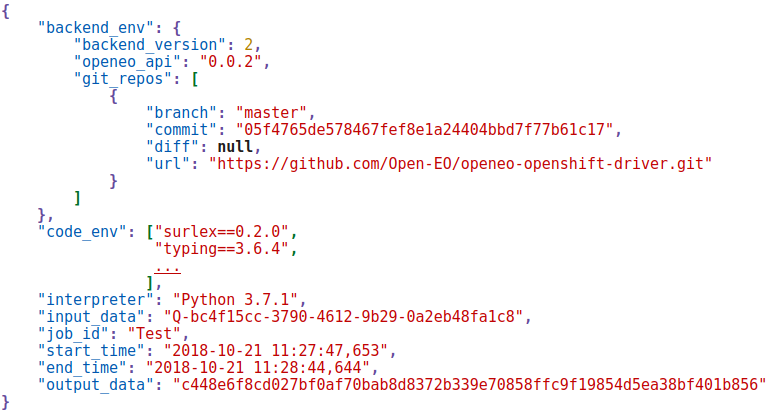 {
    "backend_env": {
        "backend_version": 2,
        "openeo_api": "0.0.2",
        "git_repos": [
            {
                "branch": "master",
                "commit": "05f4765de578467fef8e1a24404bbd7f77b61c17",
                "diff": null,
                "url": "https://github.com/Open-EO/openeo-openshift-driver.git"
            }
        ]
    },
    "code_env": ["surlex==0.2.0",
                 "typing==3.6.4",
                 ...
                ],
    "interpreter": "Python 3.7.1",
    "input_data": "Q-bc4f15cc-3790-4612-9b29-0a2eb48fa1c8",
    "job_id": "Test",
    "start_time": "2018-10-21 11:27:47,653",
    "end_time": "2018-10-21 11:28:44,644",
    "output_data": "c448e6f8cd027bf0af70bab8d8372b339e70858ffc9f19854d5ea38bf401b856"
}